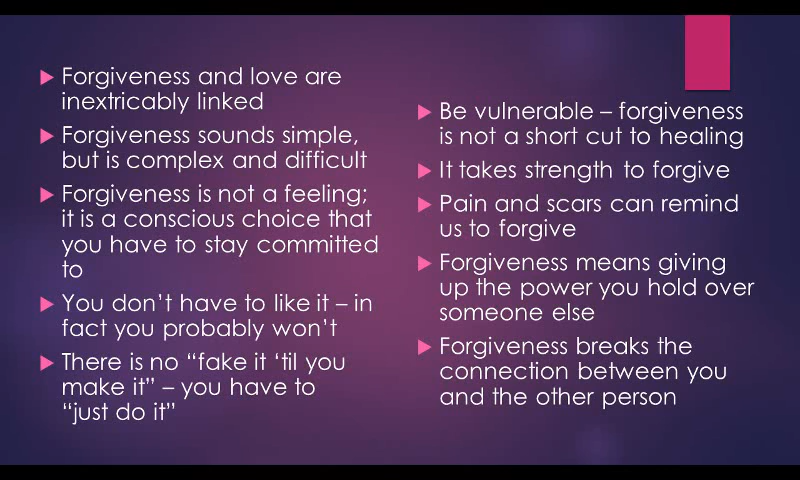 Forgiveness and love are
inextricably linked
Forgiveness sounds simple,
but is complex and difficult
Forgiveness is not a feeling;
it is a conscious choice that
you have to stay committed
to
You don’t have to like it – in
fact you probably won’t
There is no “fake it ‘til you
make it” – you have to
“just do it”
Be vulnerable – forgiveness
is not a short cut to healing
It takes strength to forgive
Pain and scars can remind
us to forgive
Forgiveness means giving
up the power you hold over
someone else
Forgiveness breaks the
connection between you
and the other person